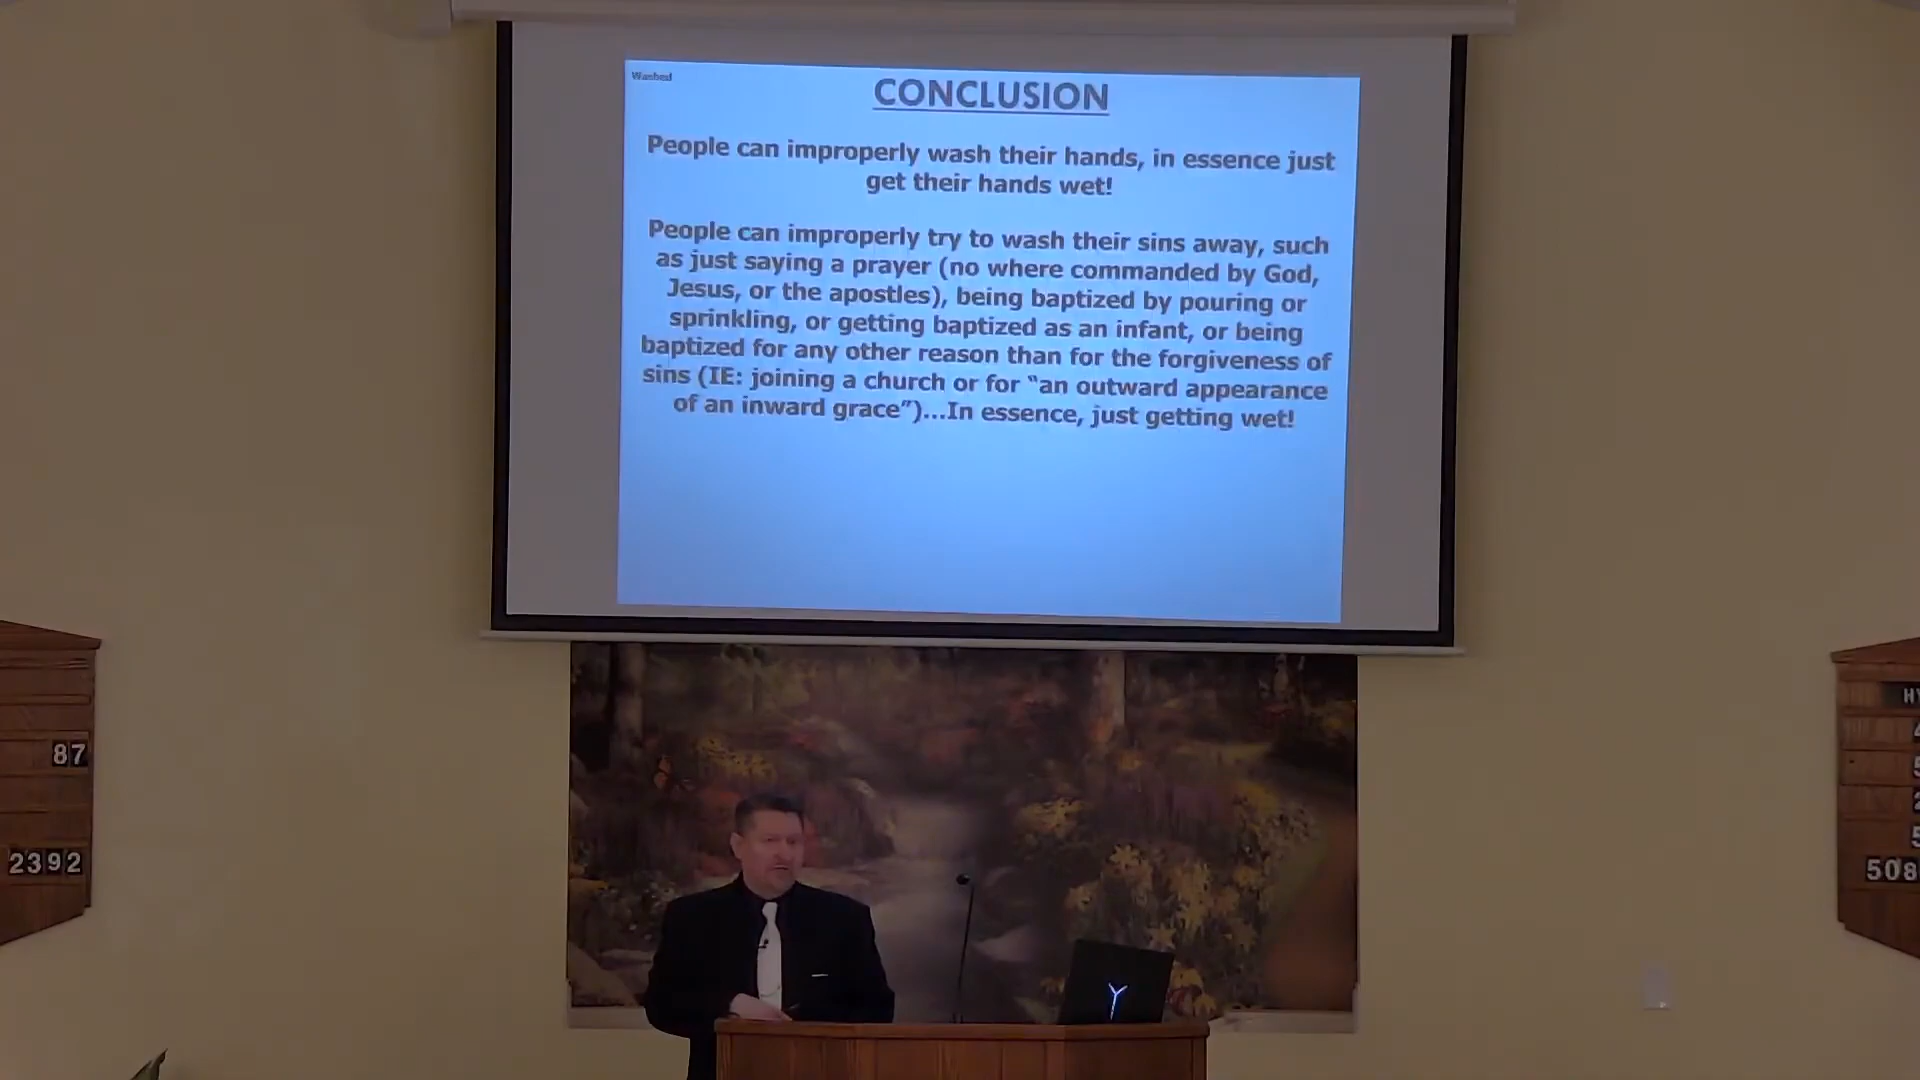 Washed
CONCLUSION
People can improperly wash their hands, in essence just
get their hands wet!
People can improperly try to wash their sins away, such
as just saying a prayer (no where commanded by God,
Jesus, or the apostles), being baptized by pouring or
sprinkling, or getting baptized as an infant, or being
baptized for any other reason than for the forgiveness of
sins (IE: joining a church or for “an outward appearance
of an inward grace”)...In essence, just getting wet!
87
2392
508